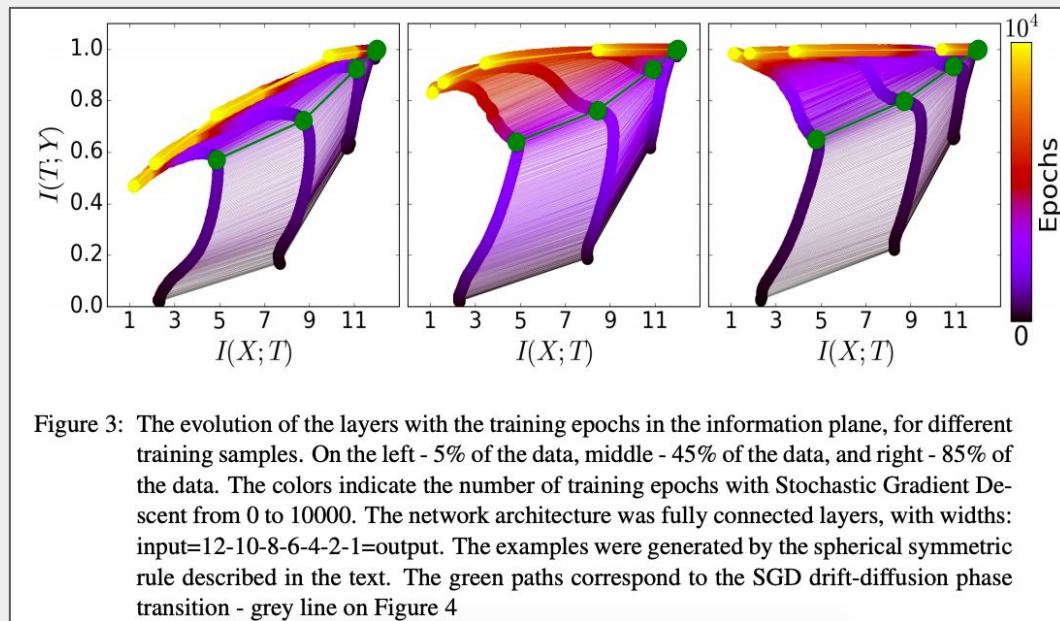 10⁴
1.0
0.8
0.6
0.4
0.2
0.0
I(T;Y)
1 3 5 7 9 11
1 3 5 7 9 11
1 3 5 7 9 11
I(X;T)
I(X;T)
I(X;T)
Epochs
0
Figure 3: The evolution of the layers with the training epochs in the information plane, for different
training samples. On the left - 5% of the data, middle - 45% of the data, and right - 85% of
the data. The colors indicate the number of training epochs with Stochastic Gradient De-
scent from 0 to 10000. The network architecture was fully connected layers, with widths:
input=12-10-8-6-4-2-1=output. The examples were generated by the spherical symmetric
rule described in the text. The green paths correspond to the SGD drift-diffusion phase
transition - grey line on Figure 4